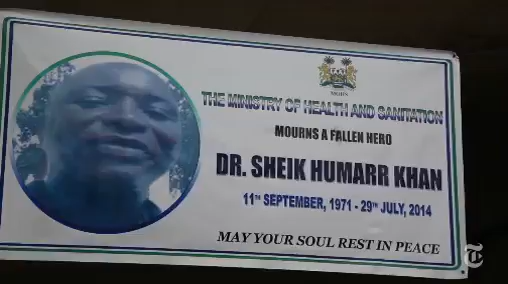 THE MINISTRY OF HEALTH AND SANITATION
MOURNS A FALLEN HERO
DR. SHEIK HUMARR KHAN
11TH SEPTEMBER, 1971 - 29TH JULY, 2014
MAY YOUR SOUL REST IN PEACE
T